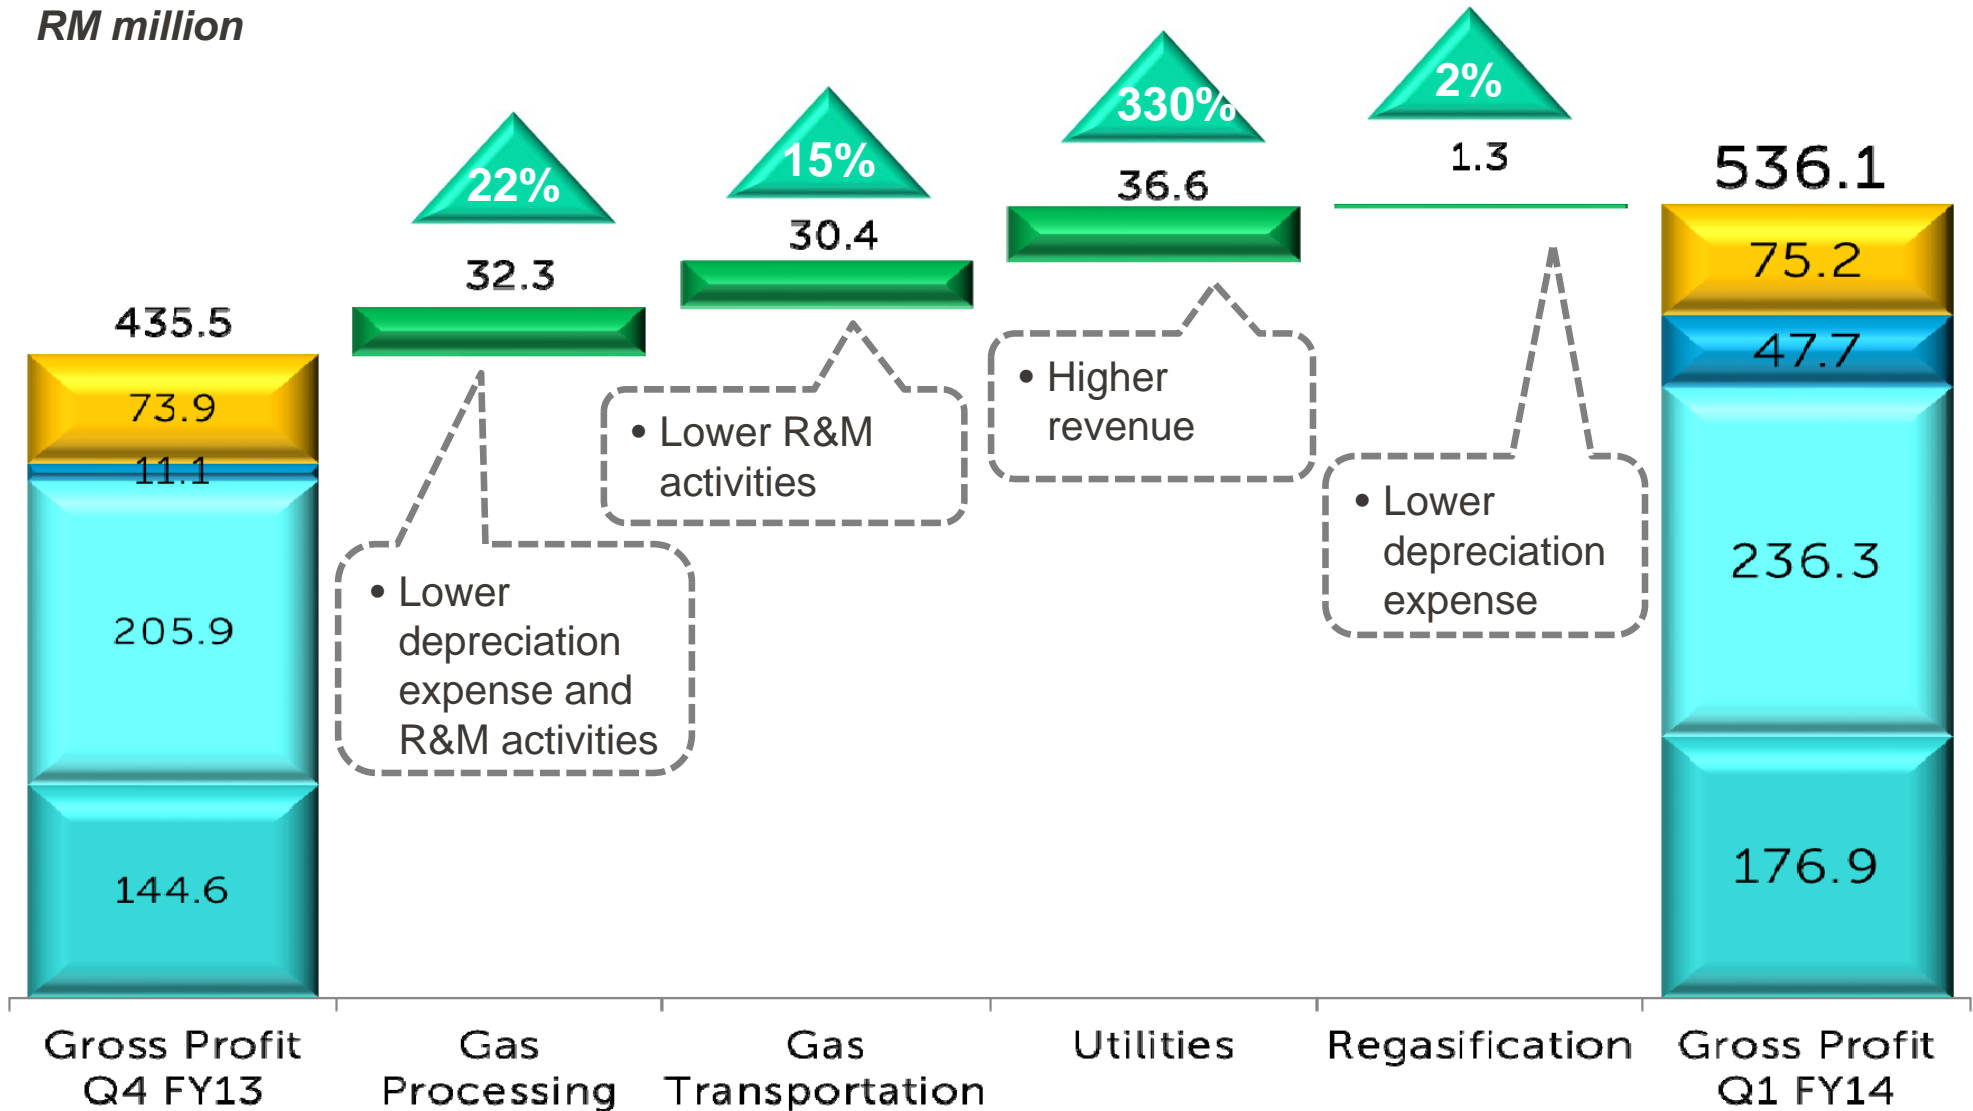 RM million
22%
15%
330%
2%
32.3
30.4
36.6
1.3
435.5
73.9
11.1
205.9
144.6
• Lower
depreciation
expense and
R&M activities
• Lower R&M
activities
• Higher
revenue
• Lower
depreciation
expense
536.1
75.2
47.7
236.3
176.9
Gross Profit
Q4 FY13
Gas
Processing
Gas
Transportation
Utilities
Regasification
Gross Profit
Q1 FY14